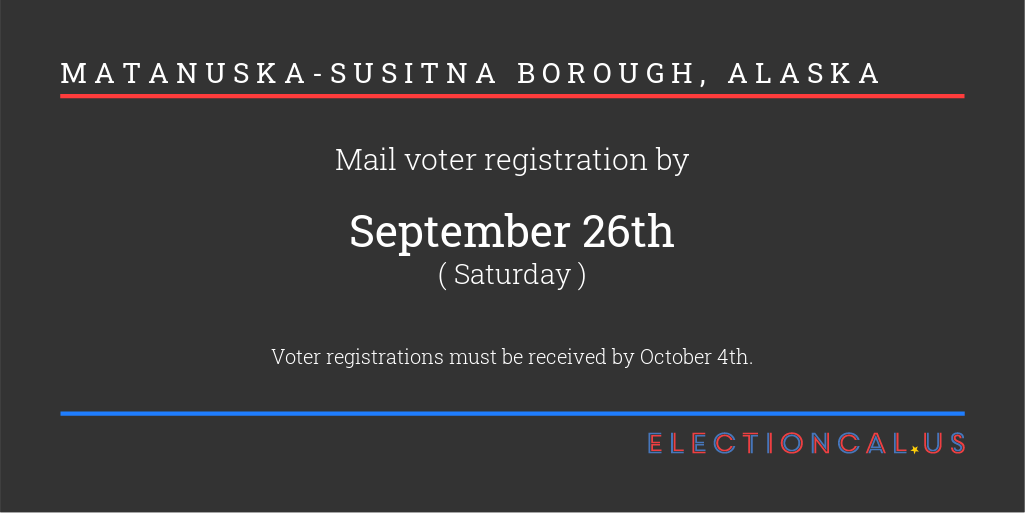 MATANUSKA-SUSITNA BOROUGH, ALASKA
Mail voter registration by
September 26th
( Saturday )
Voter registrations must be received by October 4th.
ELECTIONCAL.US